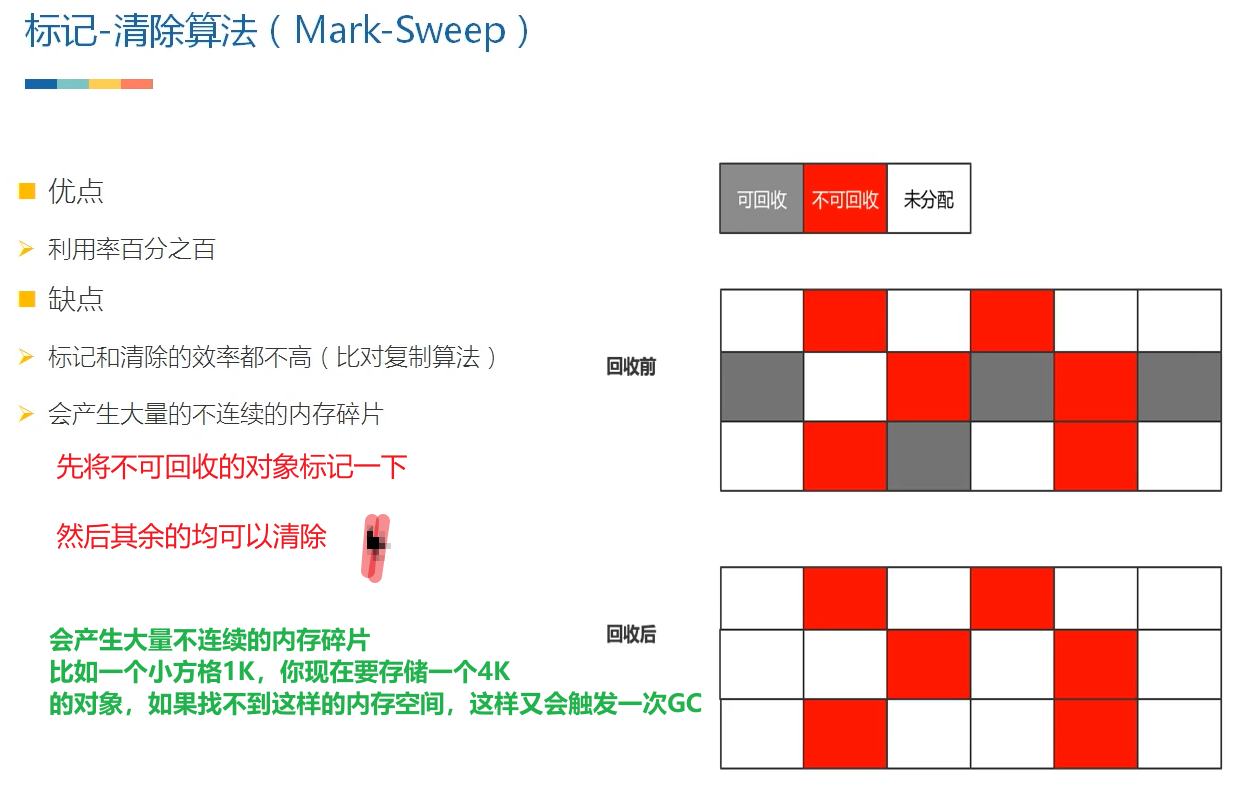 标记-清除算法（Mark-Sweep）
优点
利用率百分之百
缺点
标记和清除的效率都不高（比对复制算法）
会产生大量的不连续的内存碎片
先将不可回收的对象标记一下
然后其余的均可以清除
会产生大量不连续的内存碎片
比如一个小方格1K，你现在要存储一个4K
的对象，如果找不到这样的内存空间，这样又会触发一次GC
可回收 不可回收 未分配
回收前
回收后